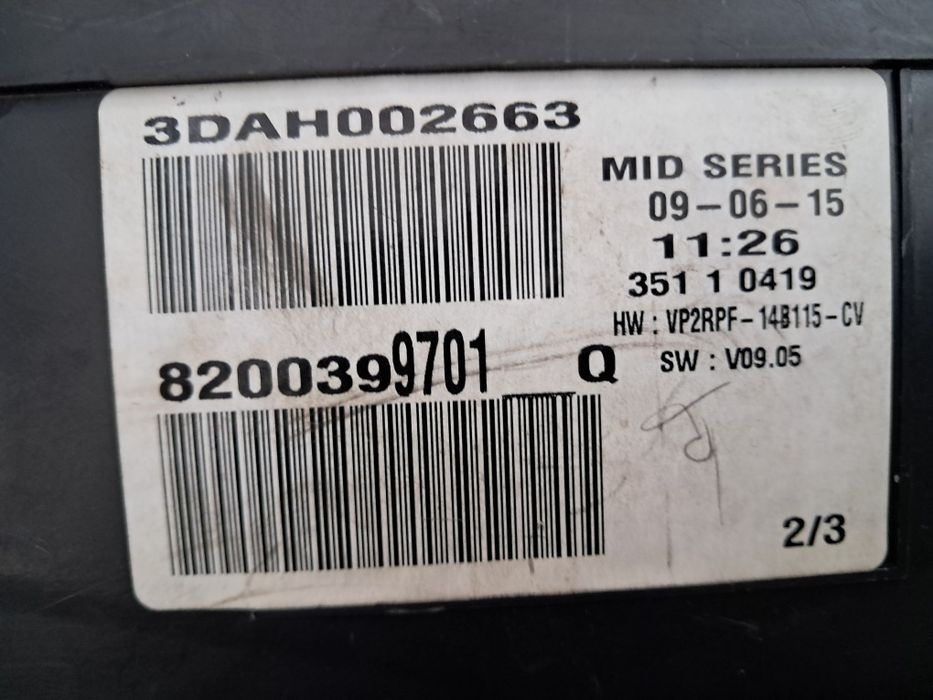 3DAH002663
MID SERIES
09-06-15
11:26
351 1 0419
HW : VP2RPF-14B115-CV
SW : V09.05
8200399701___Q
2/3